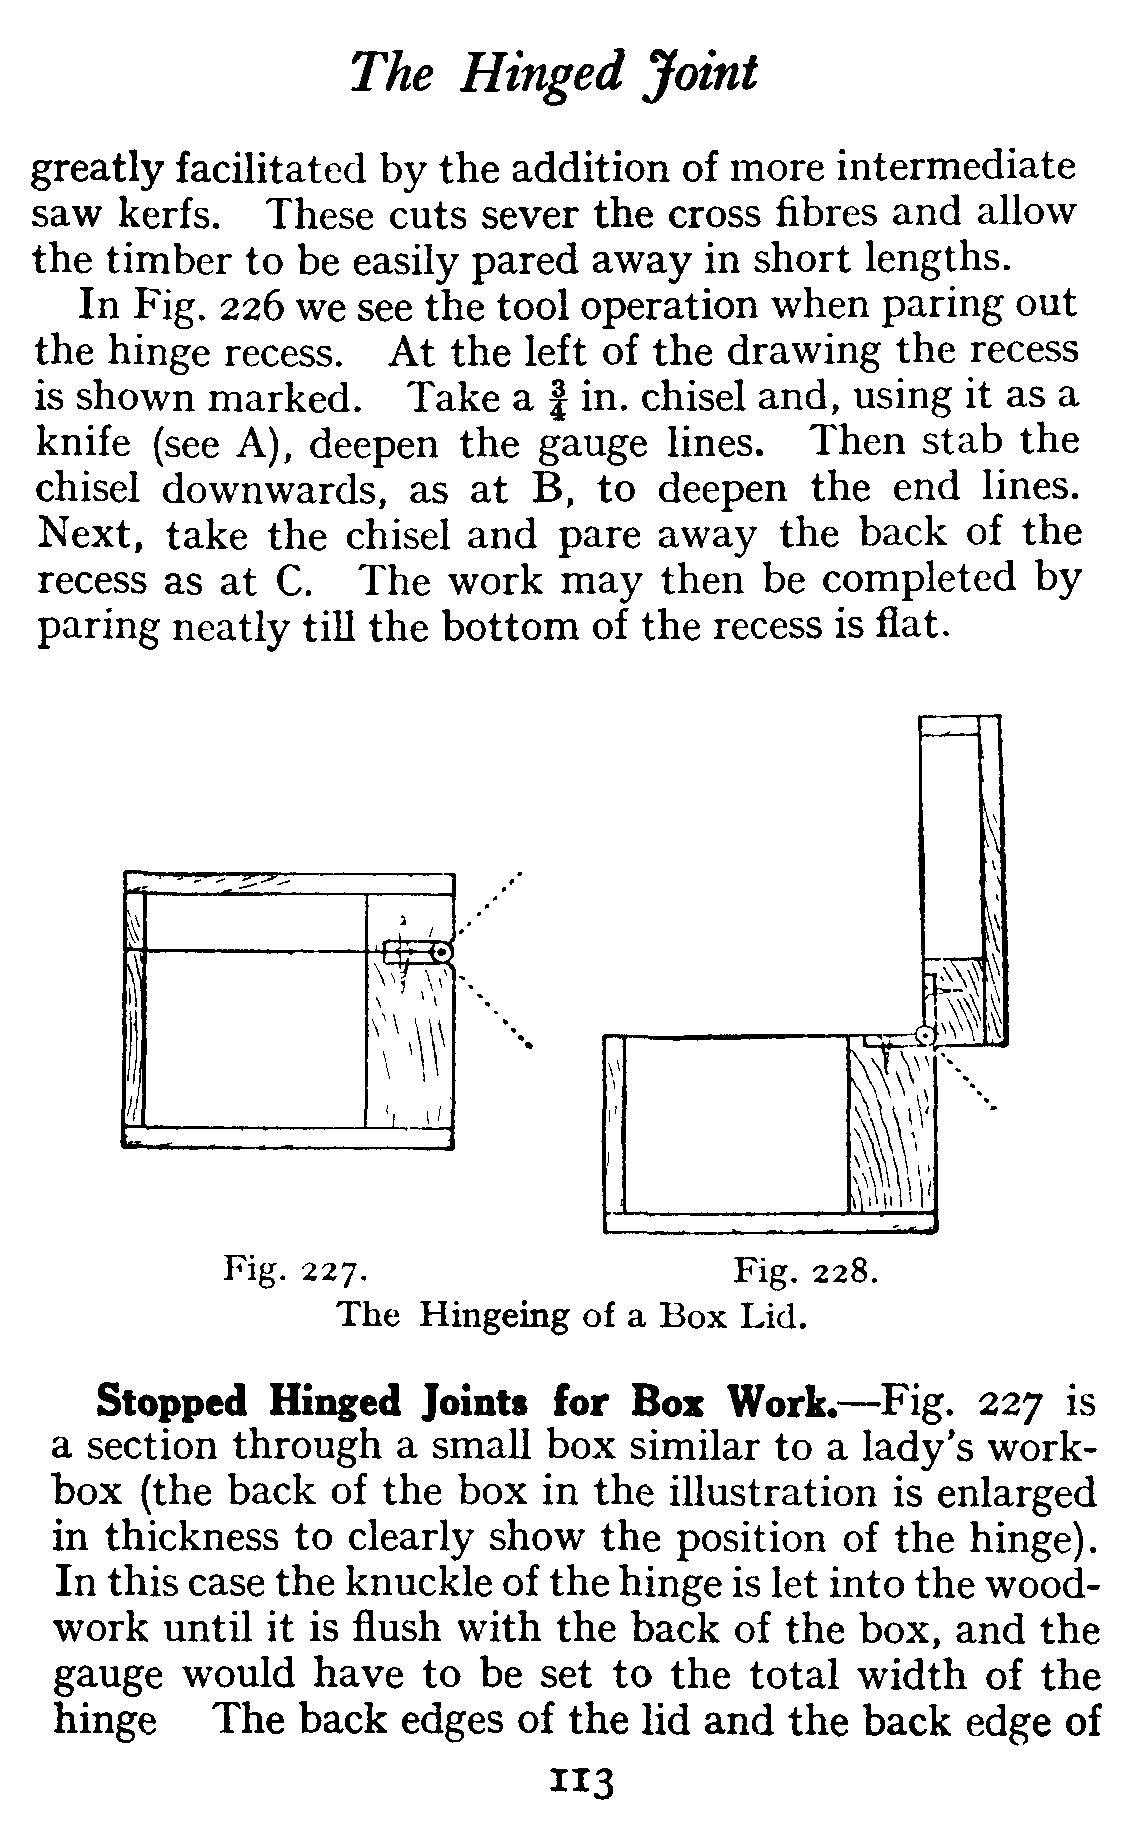 The Hinged Joint
greatly facilitated by the addition of more intermediate
saw kerfs. These cuts sever the cross fibres and allow
the timber to be easily pared away in short lengths.
In Fig. 226 we see the tool operation when paring out
the hinge recess. At the left of the drawing the recess
is shown marked. Take a ¾ in. chisel and, using it as a
knife (see A), deepen the gauge lines. Then stab the
chisel downwards, as at B, to deepen the end lines.
Next, take the chisel and pare away the back of the
recess as at C. The work may then be completed by
paring neatly till the bottom of the recess is flat.
Fig. 227.
Fig. 228.
The Hingeing of a Box Lid.
Stopped Hinged Joints for Box Work.—Fig. 227 is
a section through a small box similar to a lady's work-
box (the back of the box in the illustration is enlarged
in thickness to clearly show the position of the hinge).
In this case the knuckle of the hinge is let into the wood-
work until it is flush with the back of the box, and the
gauge would have to be set to the total width of the
hinge The back edges of the lid and the back edge of
113